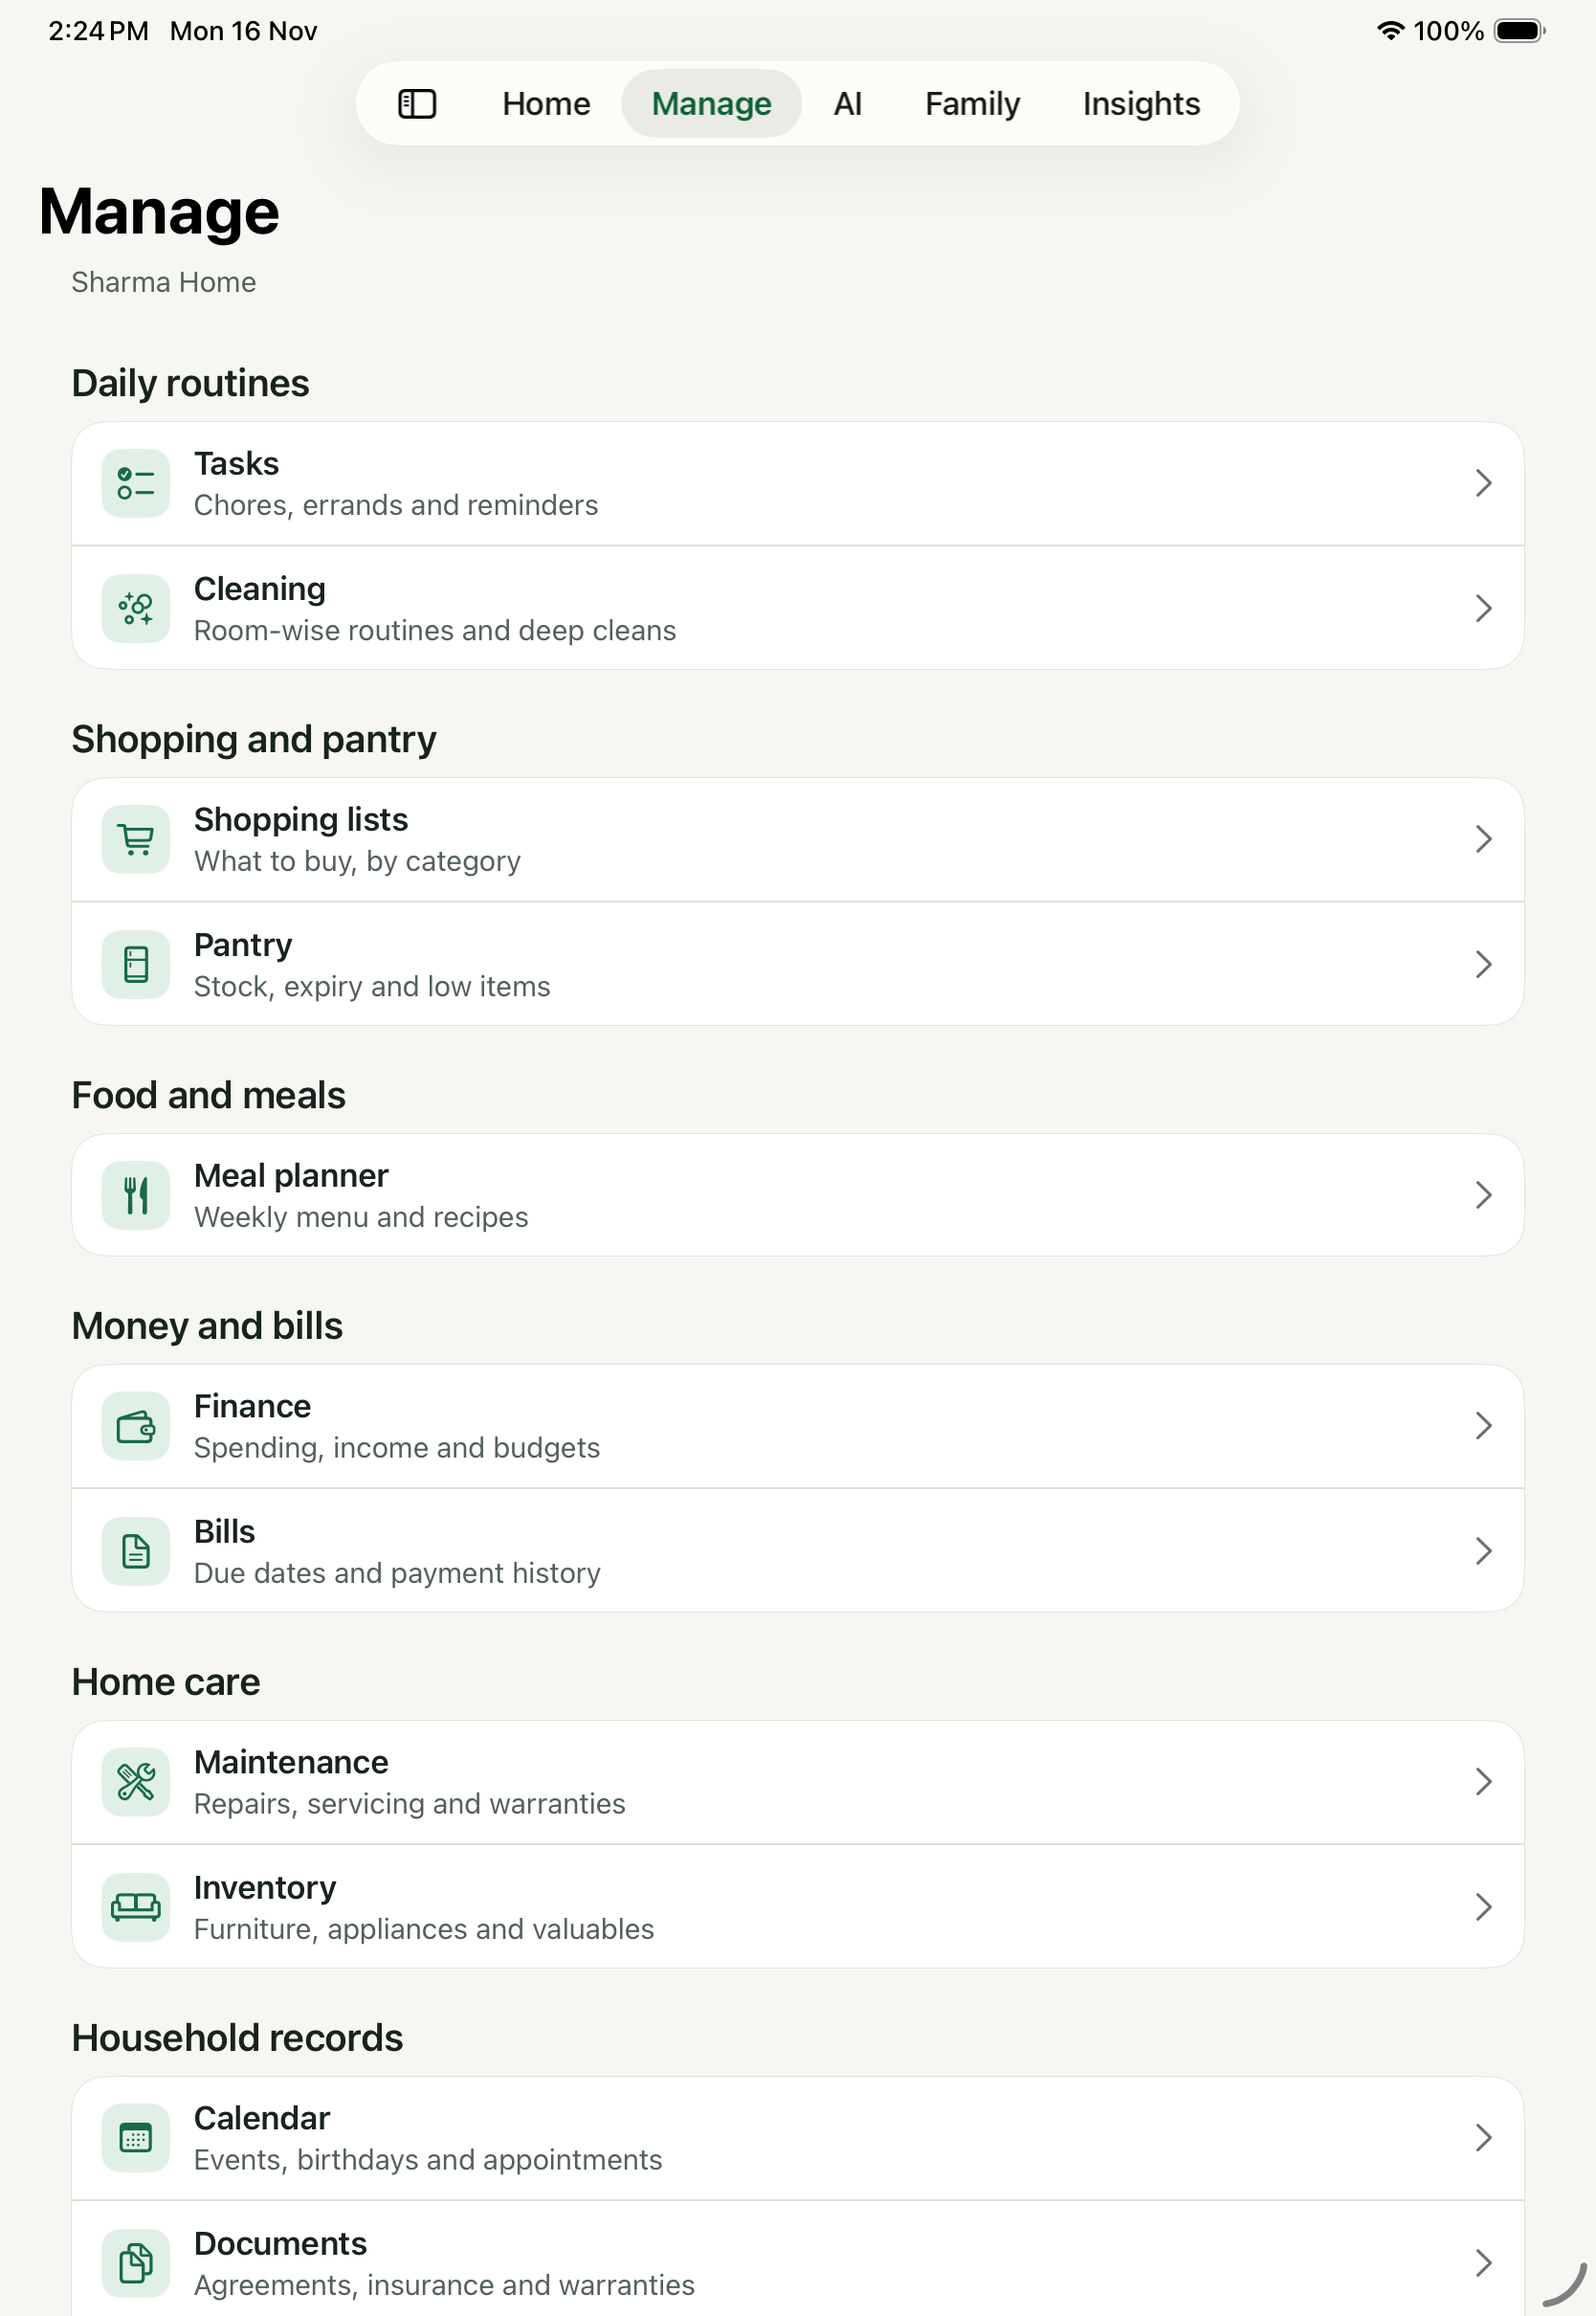 2:24 PM Mon 16 Nov 100%
Home Manage AI Family Insights
Manage
Sharma Home
Daily routines
Tasks
Chores, errands and reminders
Cleaning
Room-wise routines and deep cleans
Shopping and pantry
Shopping lists
What to buy, by category
Pantry
Stock, expiry and low items
Food and meals
Meal planner
Weekly menu and recipes
Money and bills
Finance
Spending, income and budgets
Bills
Due dates and payment history
Home care
Maintenance
Repairs, servicing and warranties
Inventory
Furniture, appliances and valuables
Household records
Calendar
Events, birthdays and appointments
Documents
Agreements, insurance and warranties